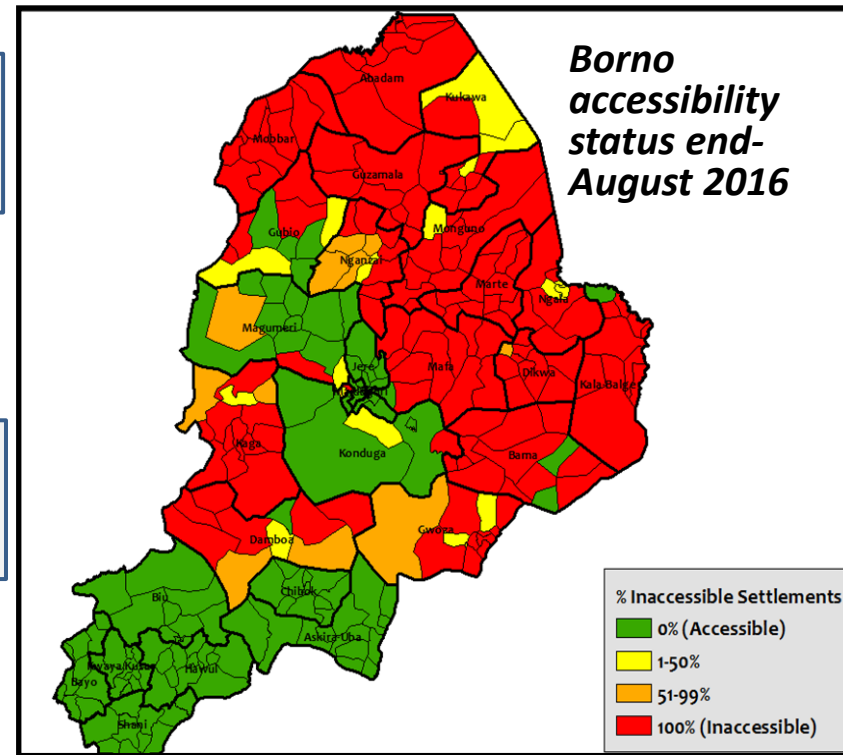 Borno
accessibility
status end-
August 2016
Abadam
Kukawa
Mobbar
Guzamala
Gubio
Monguno
Nganzai
Marte
Ngala
Magumeri
Jere
Mafa
Dikwa
Kala Balge
Kaga
Konduga
Bama
Gwoza
Damboa
Chibok
Biu
Askira Uba
Kwaya Kusar
Hawul
Bayo
Shani
% Inaccessible Settlements
0% (Accessible)
1-50%
51-99%
100% (Inaccessible)